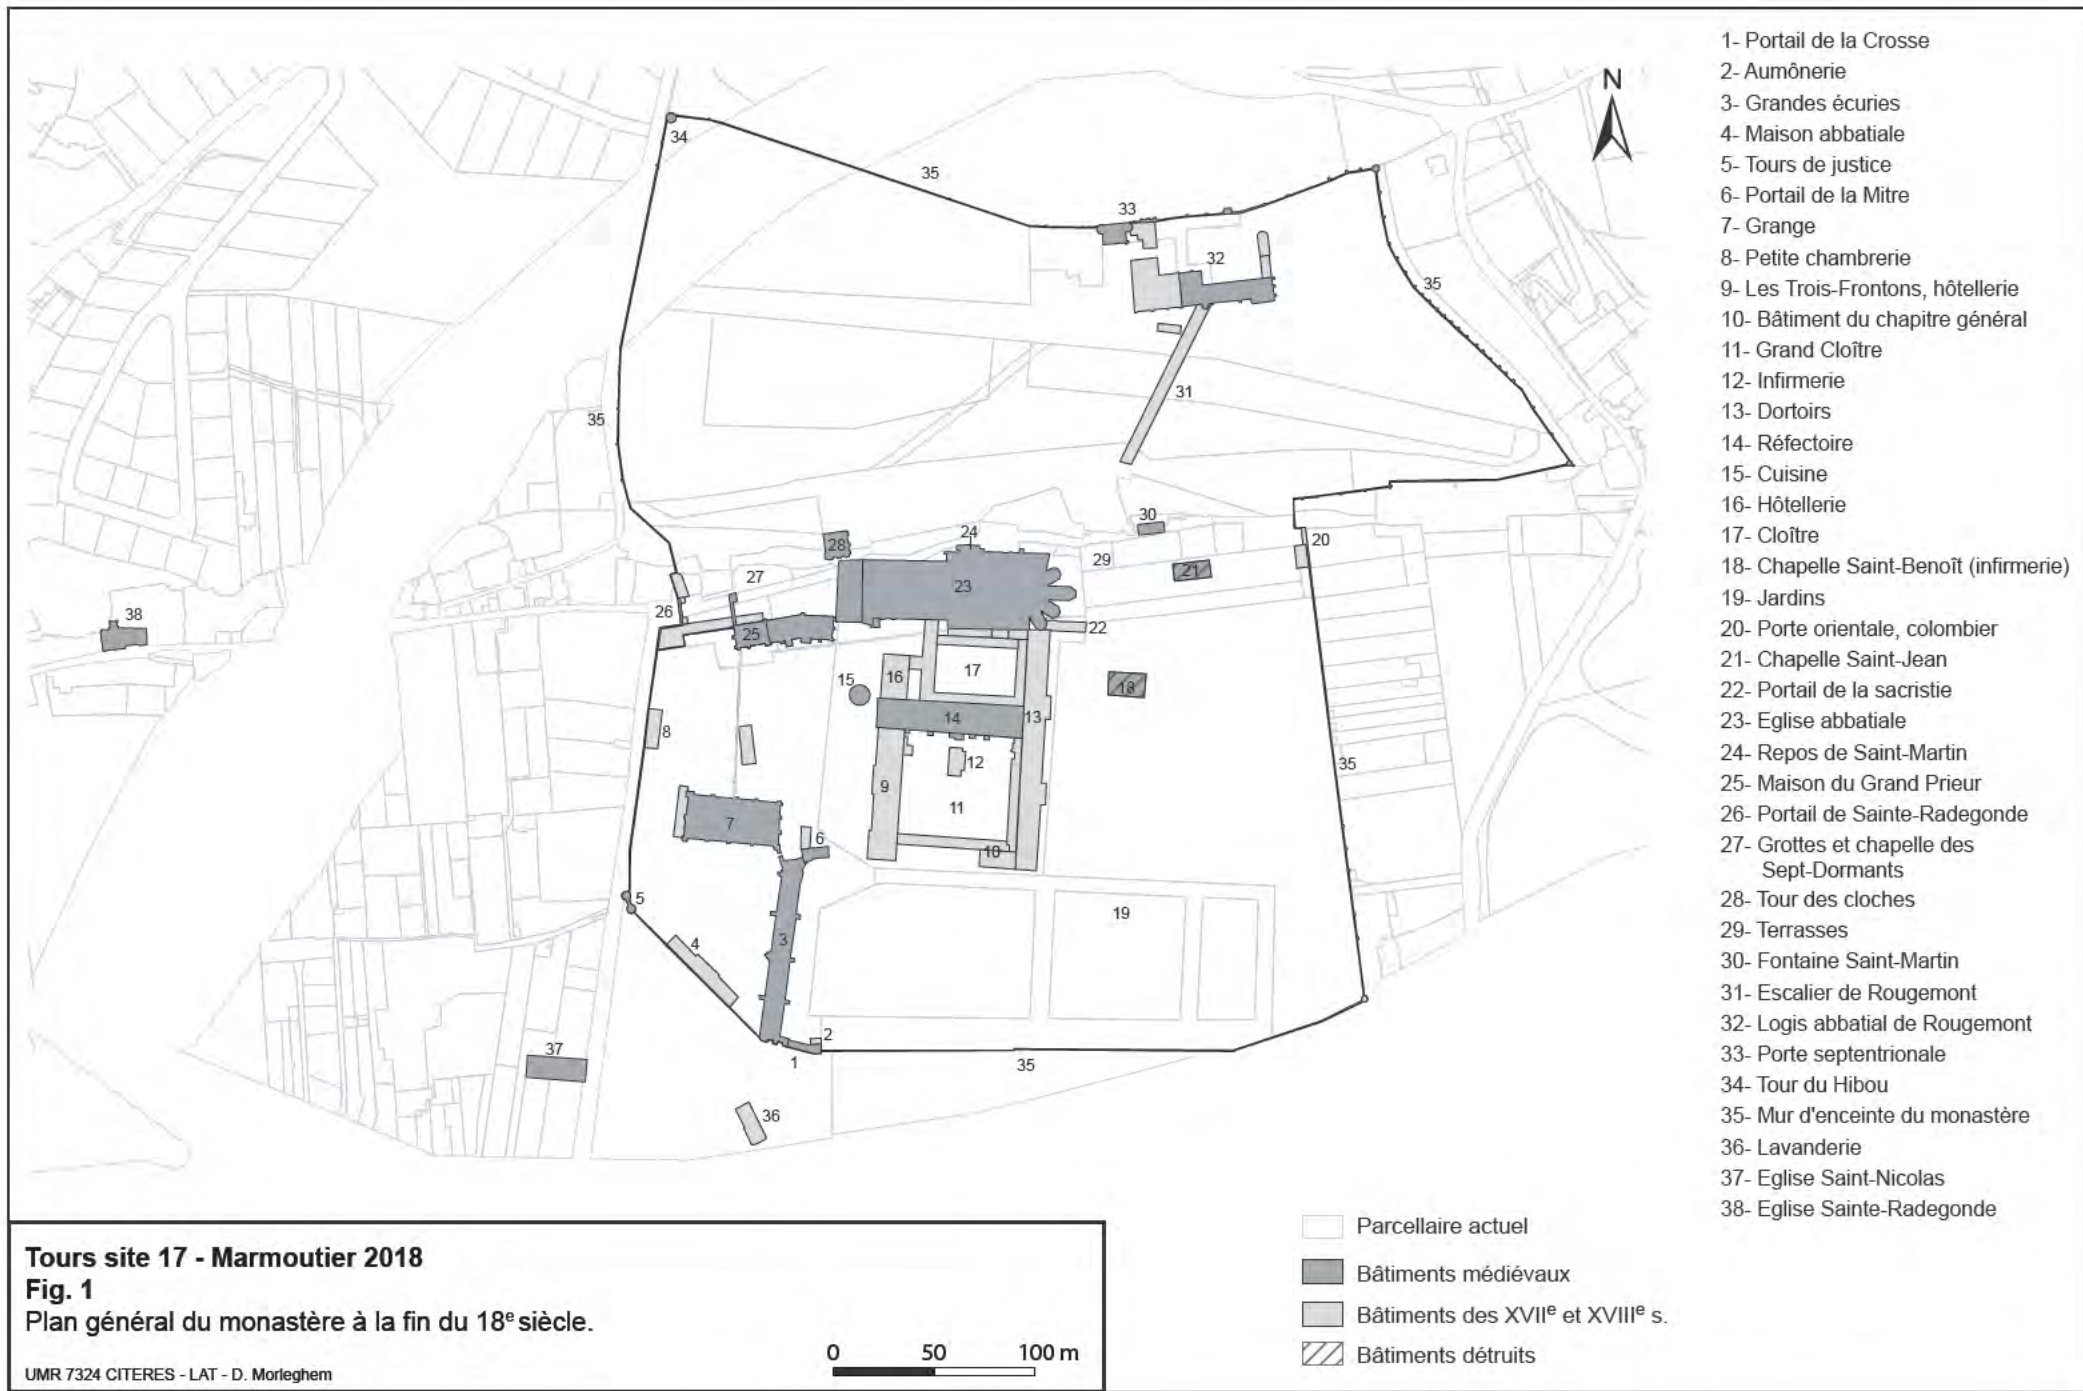 N
34
35
33
32
35
31
35
30
24
20
28
29
21
27
23
38
26
25
22
17
16
15
18
14
13
8
12
35
9
11
7
6
10
5
19
4
3
2
1
35
37
36
1- Portail de la Crosse
2- Aumônerie
3- Grandes écuries
4- Maison abbatiale
5- Tours de justice
6- Portail de la Mitre
7- Grange
8- Petite chambrerie
9- Les Trois-Frontons, hôtellerie
10- Bâtiment du chapitre général
11- Grand Cloître
12- Infirmerie
13- Dortoirs
14- Réfectoire
15- Cuisine
16- Hôtellerie
17- Cloître
18- Chapelle Saint-Benoît (infirmerie)
19- Jardins
20- Porte orientale, colombier
21- Chapelle Saint-Jean
22- Portail de la sacristie
23- Eglise abbatiale
24- Repos de Saint-Martin
25- Maison du Grand Prieur
26- Portail de Sainte-Radegonde
27- Grottes et chapelle des
Sept-Dormants
28- Tour des cloches
29- Terrasses
30- Fontaine Saint-Martin
31- Escalier de Rougemont
32- Logis abbatial de Rougemont
33- Porte septentrionale
34- Tour du Hibou
35- Mur d'enceinte du monastère
36- Lavanderie
37- Eglise Saint-Nicolas
38- Eglise Sainte-Radegonde
Parcellaire actuel
Bâtiments médiévaux
Bâtiments des XVIIe et XVIIIe s.
Bâtiments détruits
Tours site 17 - Marmoutier 2018
Fig. 1
Plan général du monastère à la fin du 18e siècle.
UMR 7324 CITERES - LAT - D. Morleghem
0 50 100 m